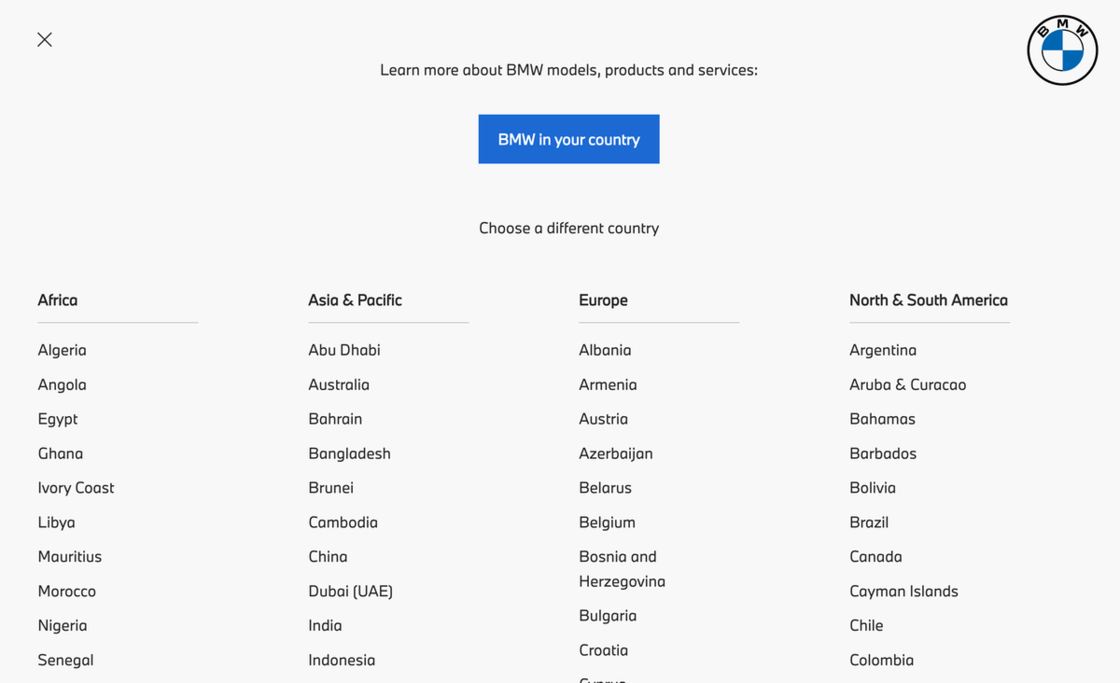 BMW
Learn more about BMW models, products and services:
BMW in your country
Choose a different country
Africa
Algeria
Angola
Egypt
Ghana
Ivory Coast
Libya
Mauritius
Morocco
Nigeria
Senegal
Asia & Pacific
Abu Dhabi
Australia
Bahrain
Bangladesh
Brunei
Cambodia
China
Dubai (UAE)
India
Indonesia
Europe
Albania
Armenia
Austria
Azerbaijan
Belarus
Belgium
Bosnia and
Herzegovina
Bulgaria
Croatia
North & South America
Argentina
Aruba & Curacao
Bahamas
Barbados
Bolivia
Brazil
Canada
Cayman Islands
Chile
Colombia